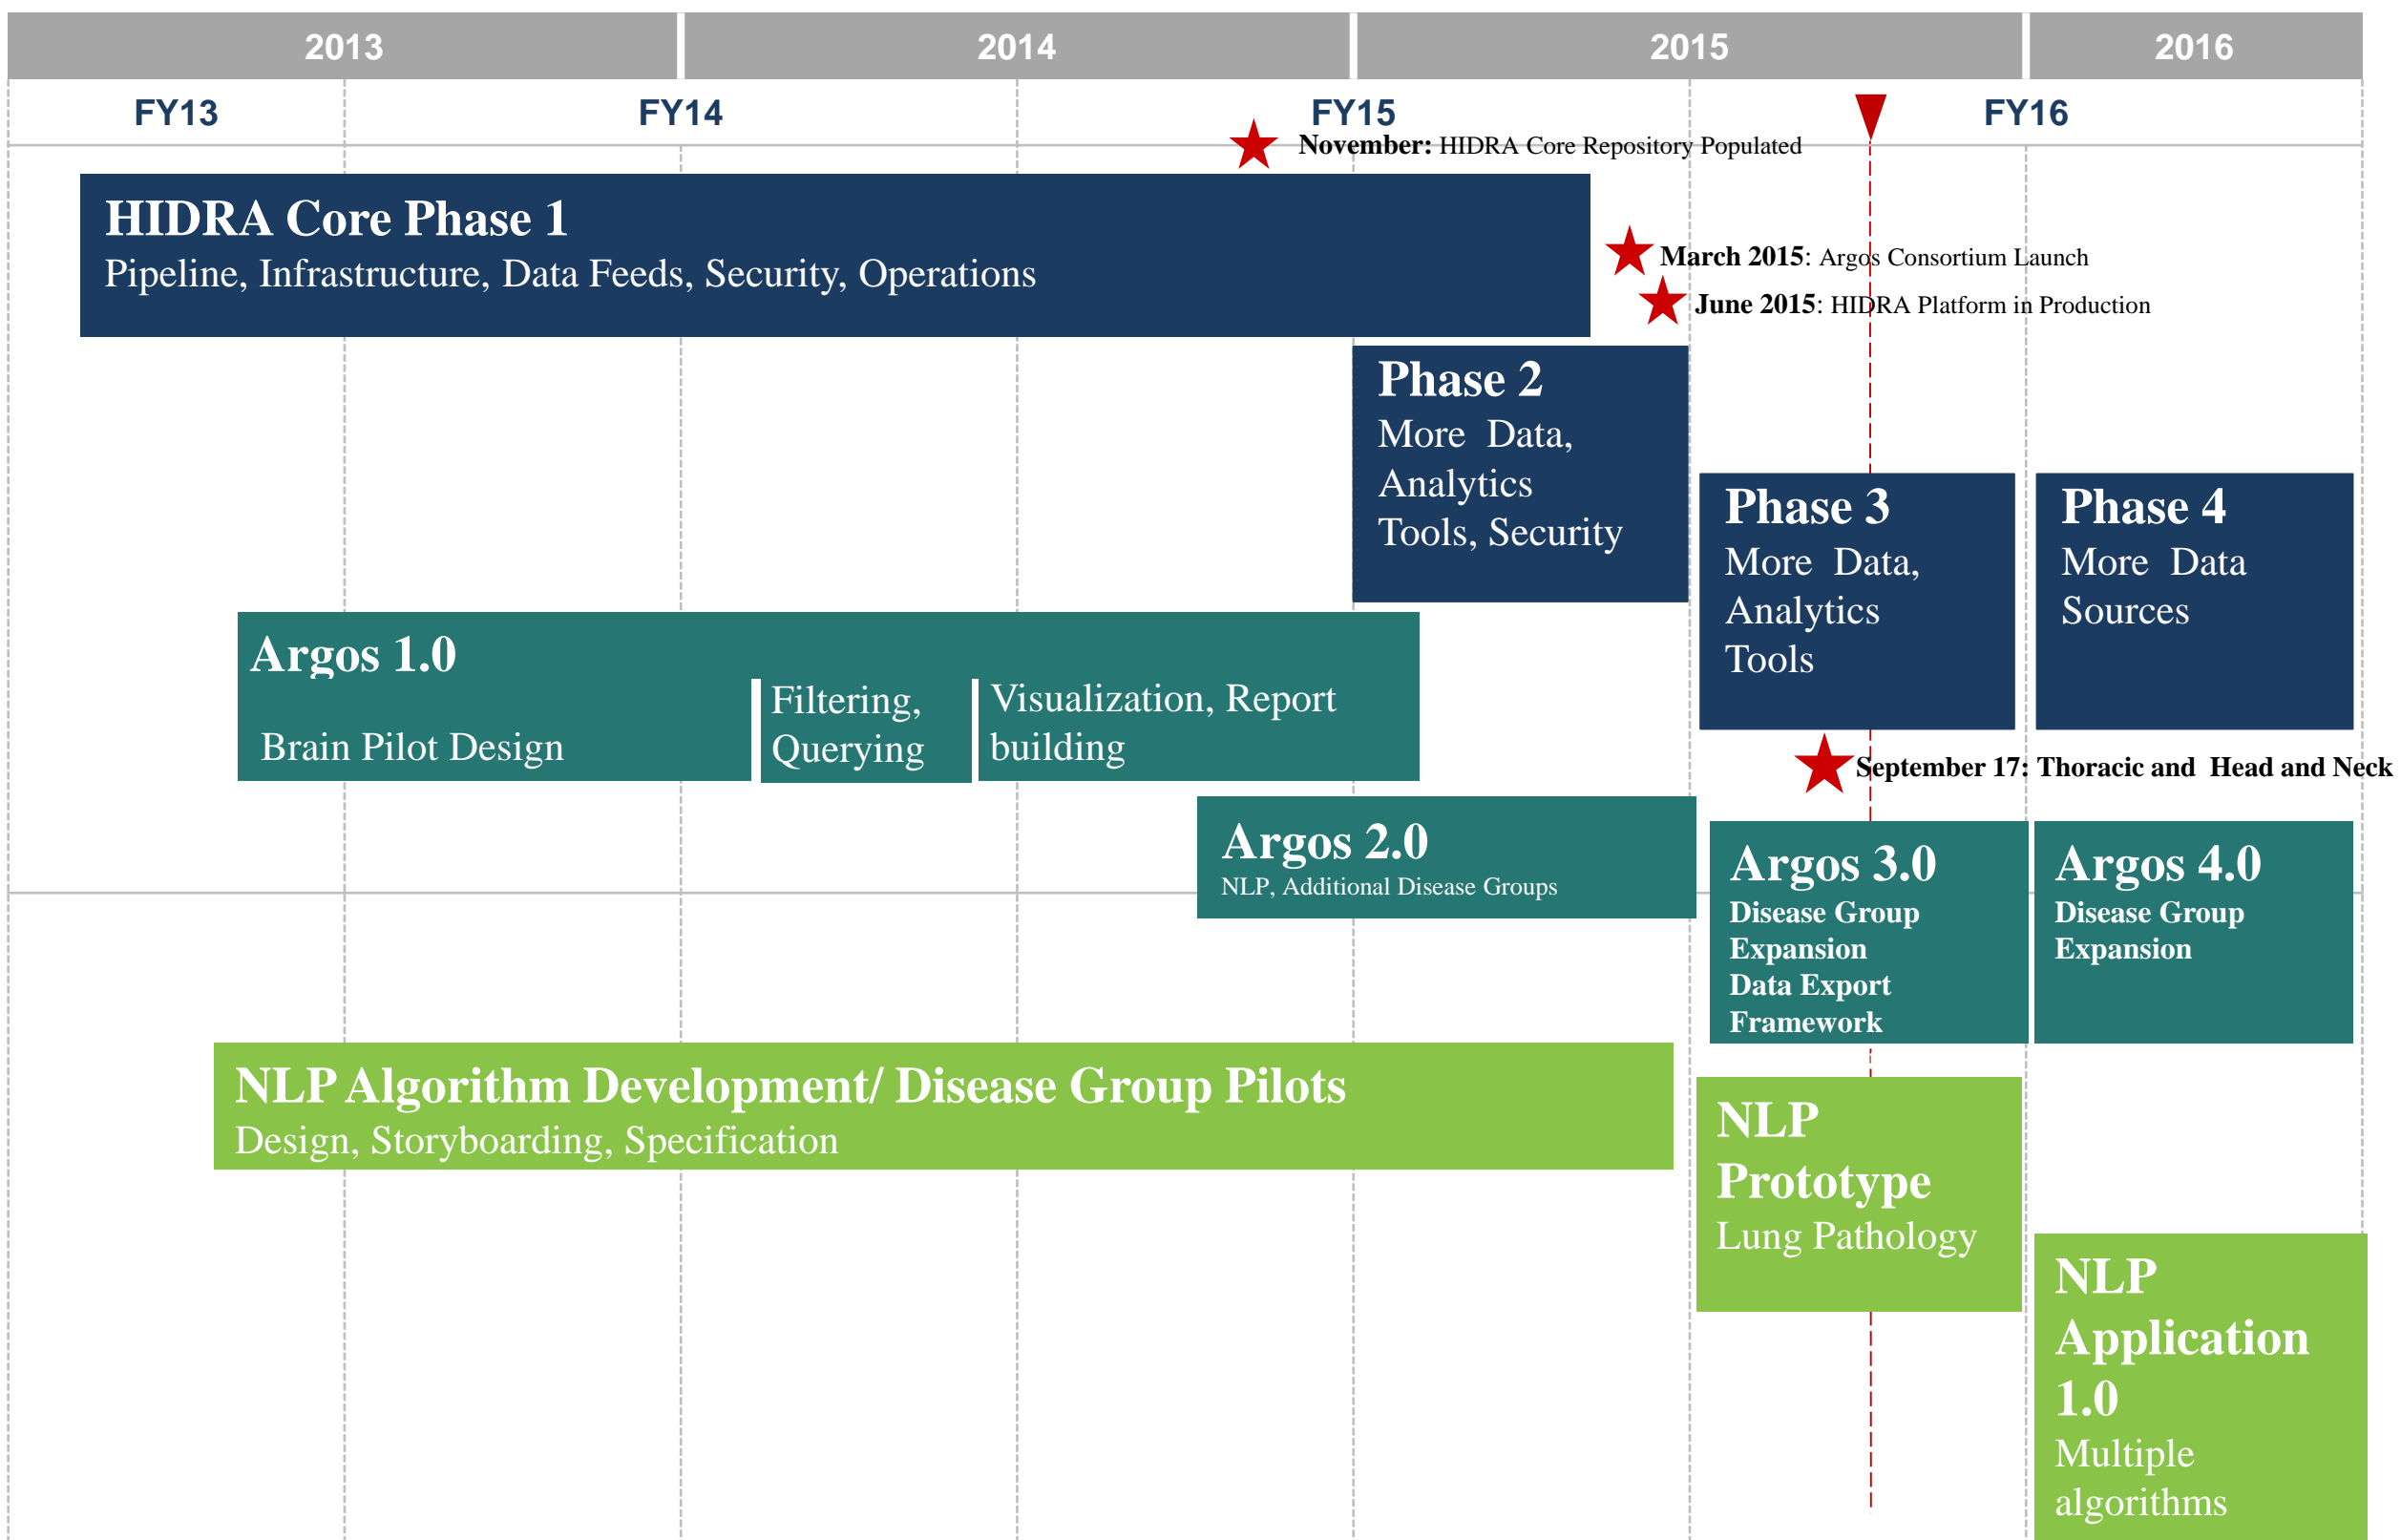 2013 2014 2015 2016
FY13 FY14 FY15 FY16
November: HIDRA Core Repository Populated
HIDRA Core Phase 1
Pipeline, Infrastructure, Data Feeds, Security, Operations
March 2015: Argos Consortium Launch
June 2015: HIDRA Platform in Production
Phase 2
More Data,
Analytics
Tools, Security
Phase 3
More Data,
Analytics
Tools
Phase 4
More Data
Sources
Argos 1.0
Brain Pilot Design
Filtering,
Querying
Visualization, Report
building
September 17: Thoracic and Head and Neck
Argos 2.0
NLP, Additional Disease Groups
Argos 3.0
Disease Group
Expansion
Data Export
Framework
Argos 4.0
Disease Group
Expansion
NLP Algorithm Development/ Disease Group Pilots
Design, Storyboarding, Specification
NLP
Prototype
Lung Pathology
NLP
Application
1.0
Multiple
algorithms